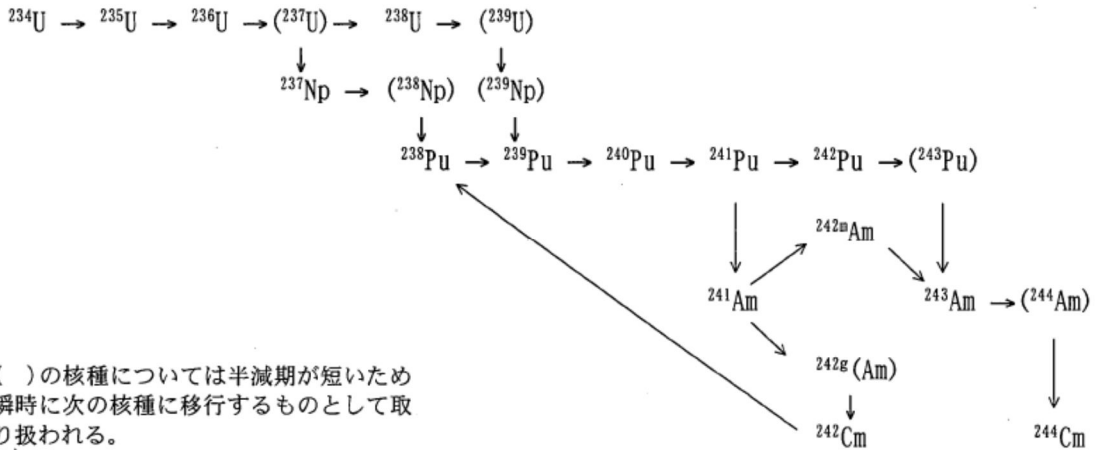 ²³⁴U → ²³⁵U → ²³⁶U → (²³⁷U) → ²³⁸U → (²³⁹U)
²³⁷Np → (²³⁸Np) (²³⁹Np)
²³⁸Pu → ²³⁹Pu → ²⁴⁰Pu → ²⁴¹Pu → ²⁴²Pu → (²⁴³Pu)
²⁴²ᵐAm
²⁴¹Am ²⁴³Am → (²⁴⁴Am)
²⁴²ᵍ(Am)
²⁴²Cm ²⁴⁴Cm
( )の核種については半減期が短いため
瞬時に次の核種に移行するものとして取
り扱われる。